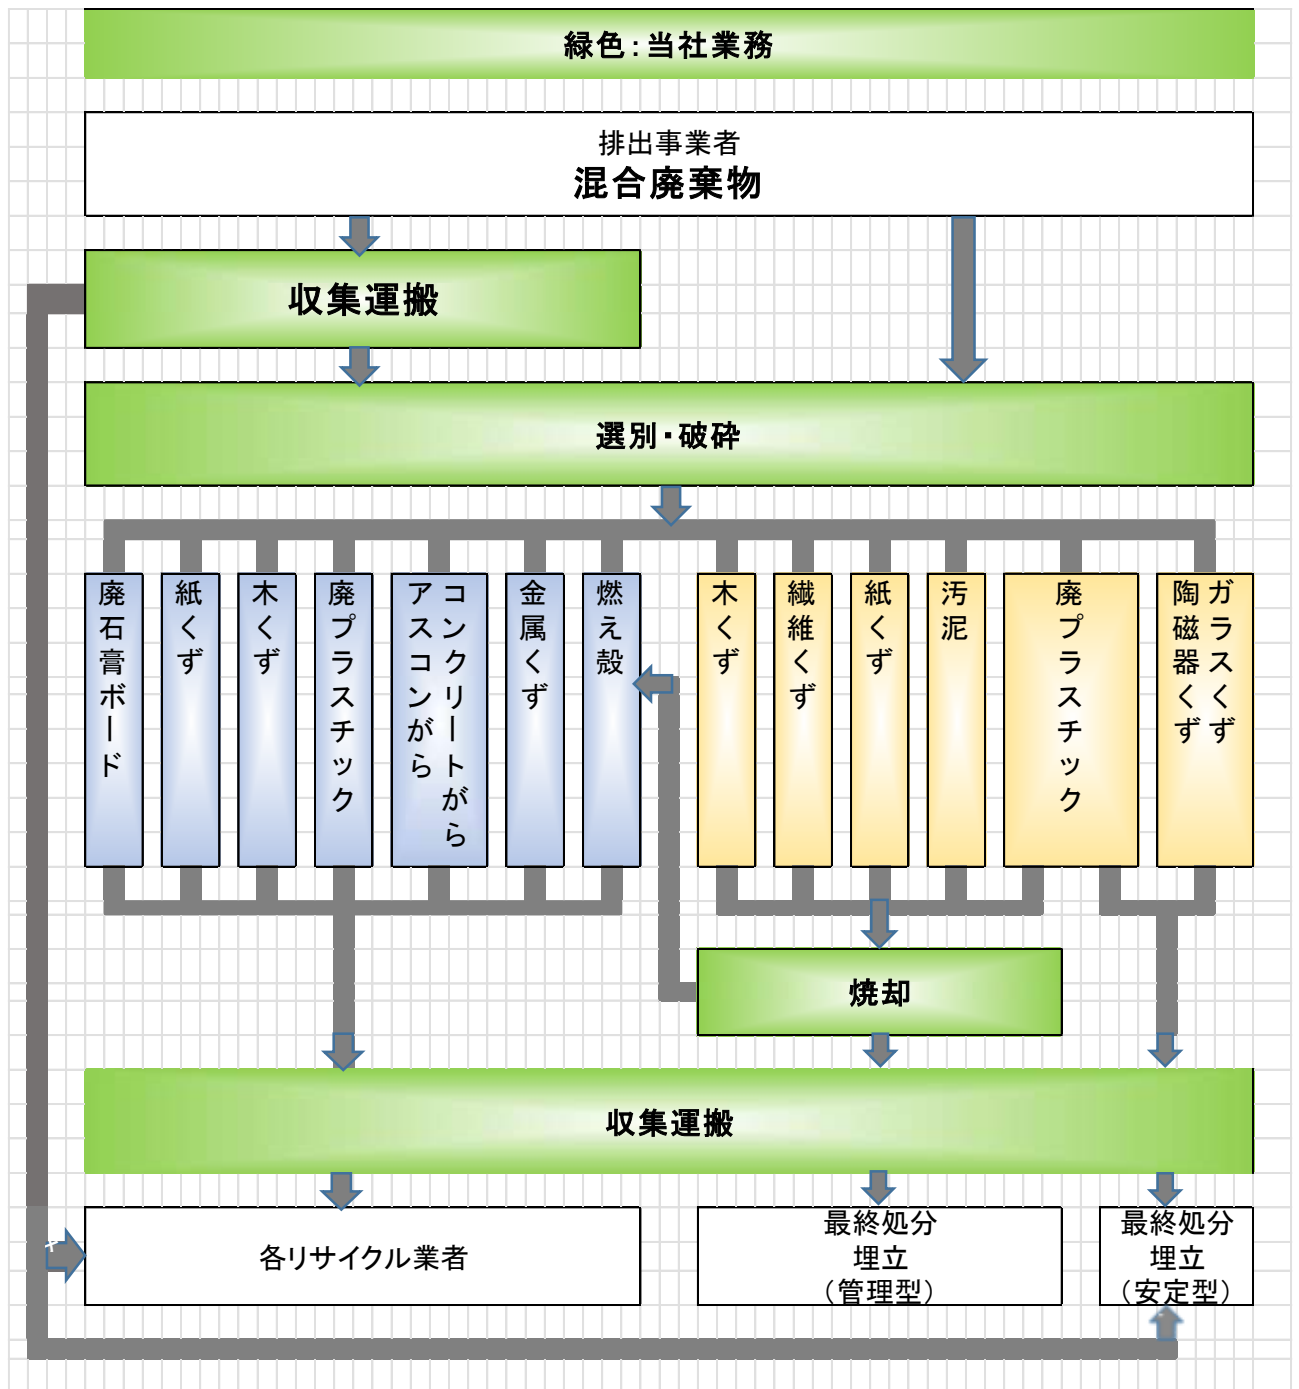 緑色：当社業務
排出事業者
混合廃棄物
収集運搬
選別・破砕
廃石膏ボード
紙くず
木くず
廃プラスチック
コンクリートがら
アスコンがら
金属くず
燃え殻
木くず
繊維くず
紙くず
汚泥
廃プラスチック
ガラスくず
陶磁器くず
焼却
収集運搬
各リサイクル業者
最終処分
埋立
（管理型）
最終処分
埋立
（安定型）